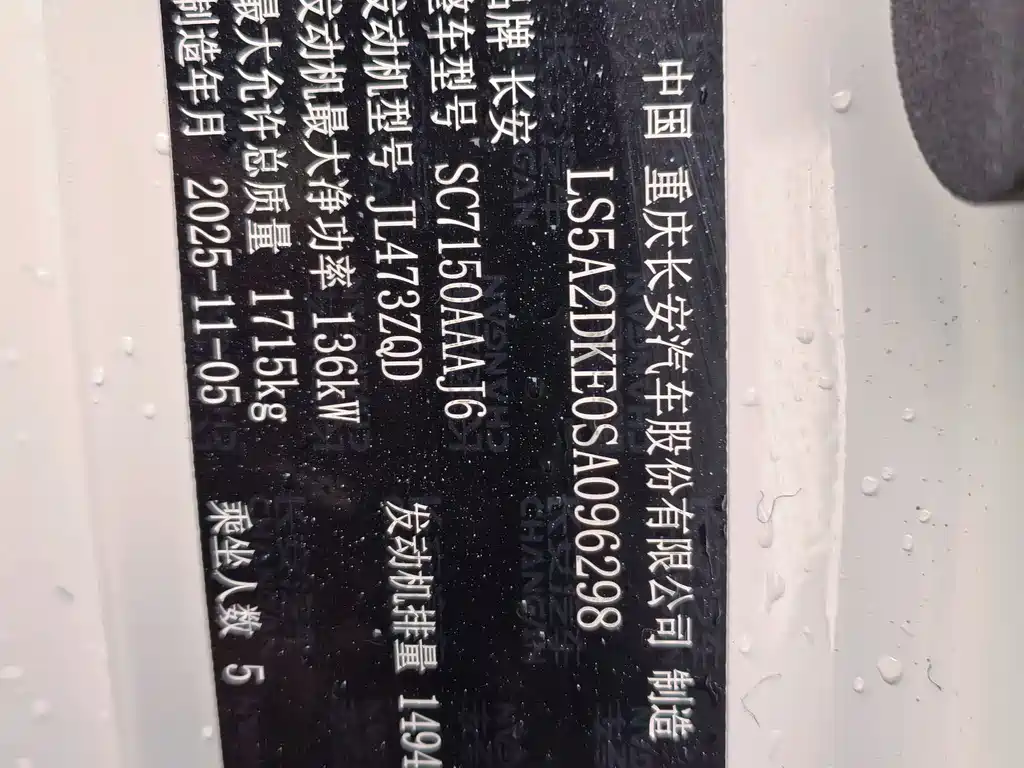 中国 重庆长安汽车股份有限公司 制造
LS5A2DKE0SA096298
品牌 长安
整车型号 SC7150AAAJ6
发动机型号 JL473ZQD 发动机排量 1494
发动机最大净功率 136kW
最大允许总质量 1715kg
制造年月 2025-11-05 乘坐人数 5